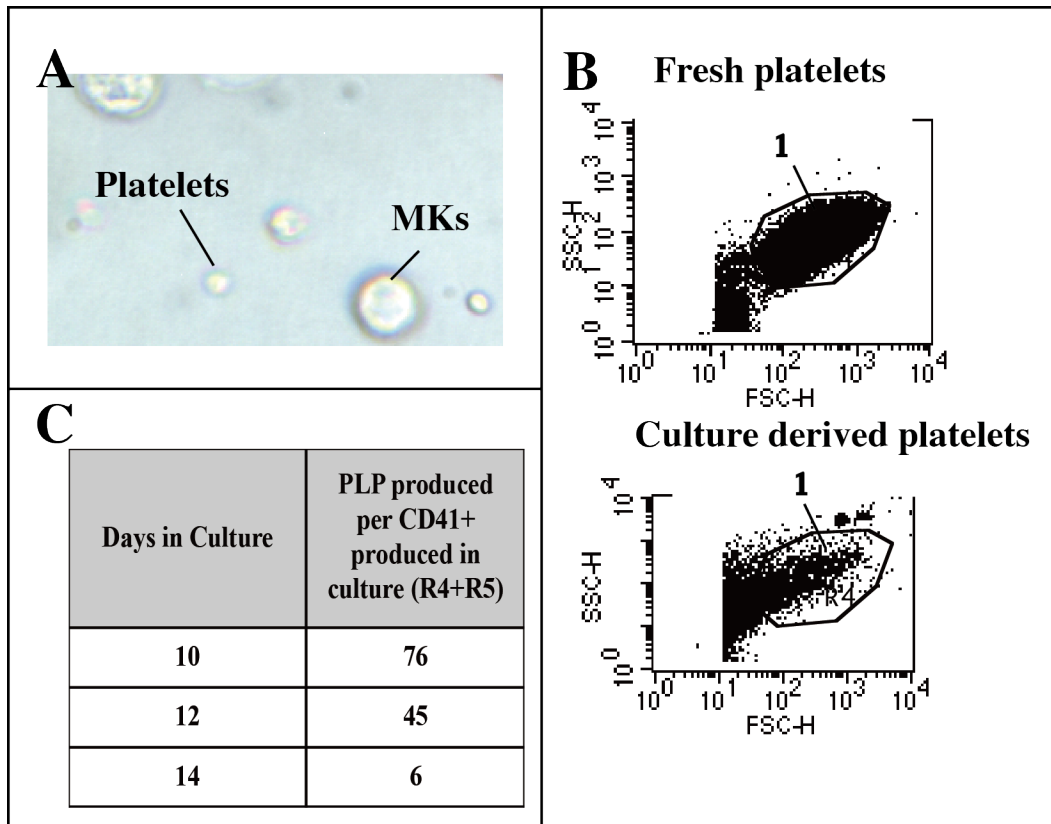 A
Platelets
MKs
B
Fresh platelets
1
10^4
10^3
10^2
10^1
10^0
SSC-H
10^0 10^1 10^2 10^3 10^4
FSC-H
Culture derived platelets
1
10^4
10^0
SSC-H
R4
10^0 10^1 10^2 10^3 10^4
FSC-H
C
Days in Culture
PLP produced
per CD41+
produced in
culture (R4+R5)
10 76
12 45
14 6